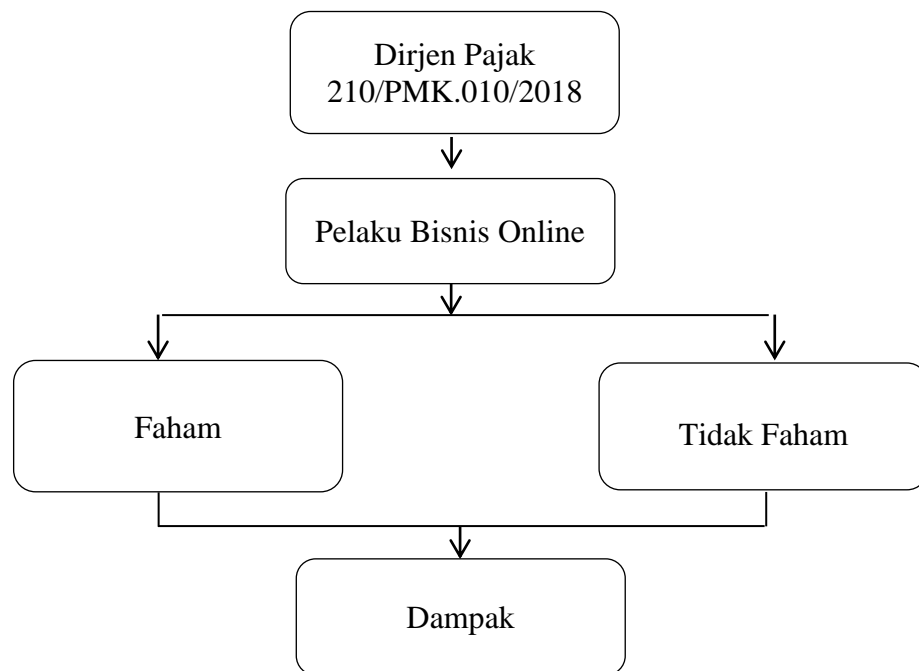 Dirjen Pajak
210/PMK.010/2018
Pelaku Bisnis Online
Faham
Tidak Faham
Dampak